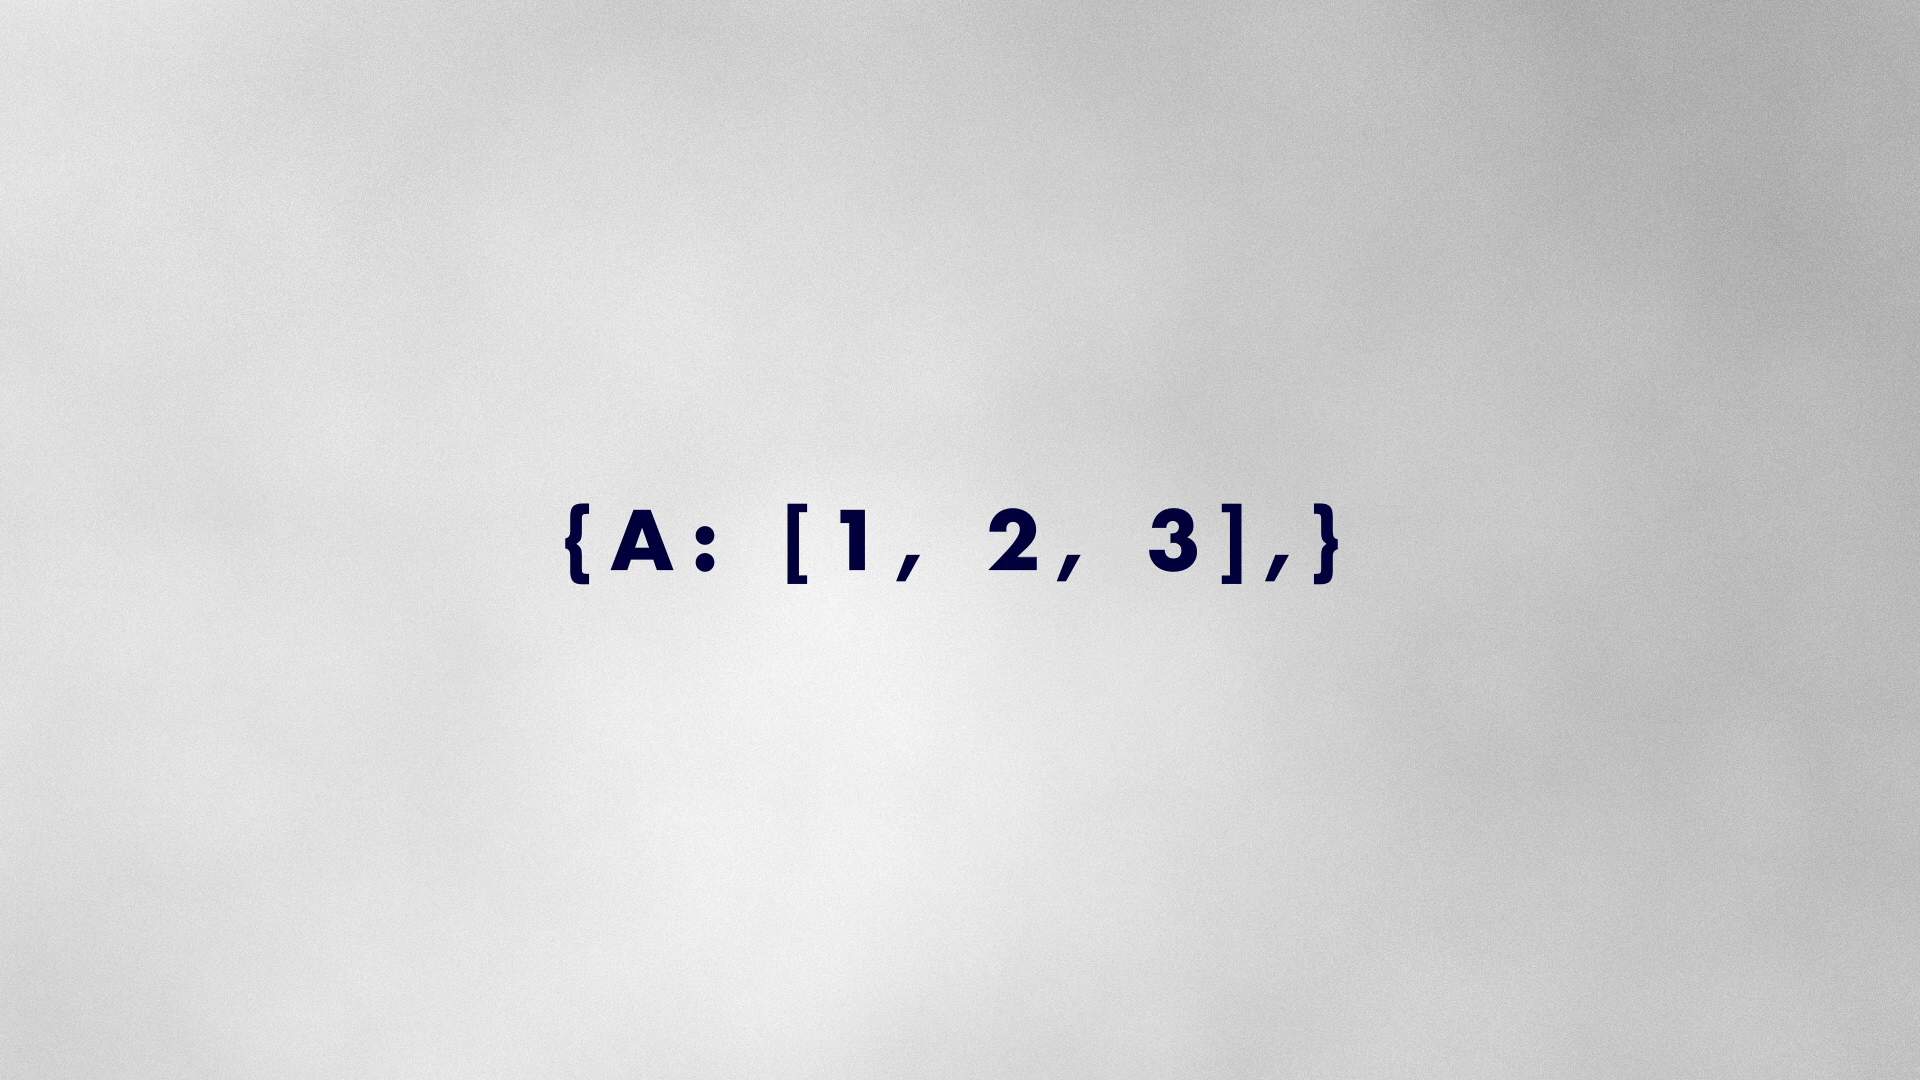 {A: [1, 2, 3],}